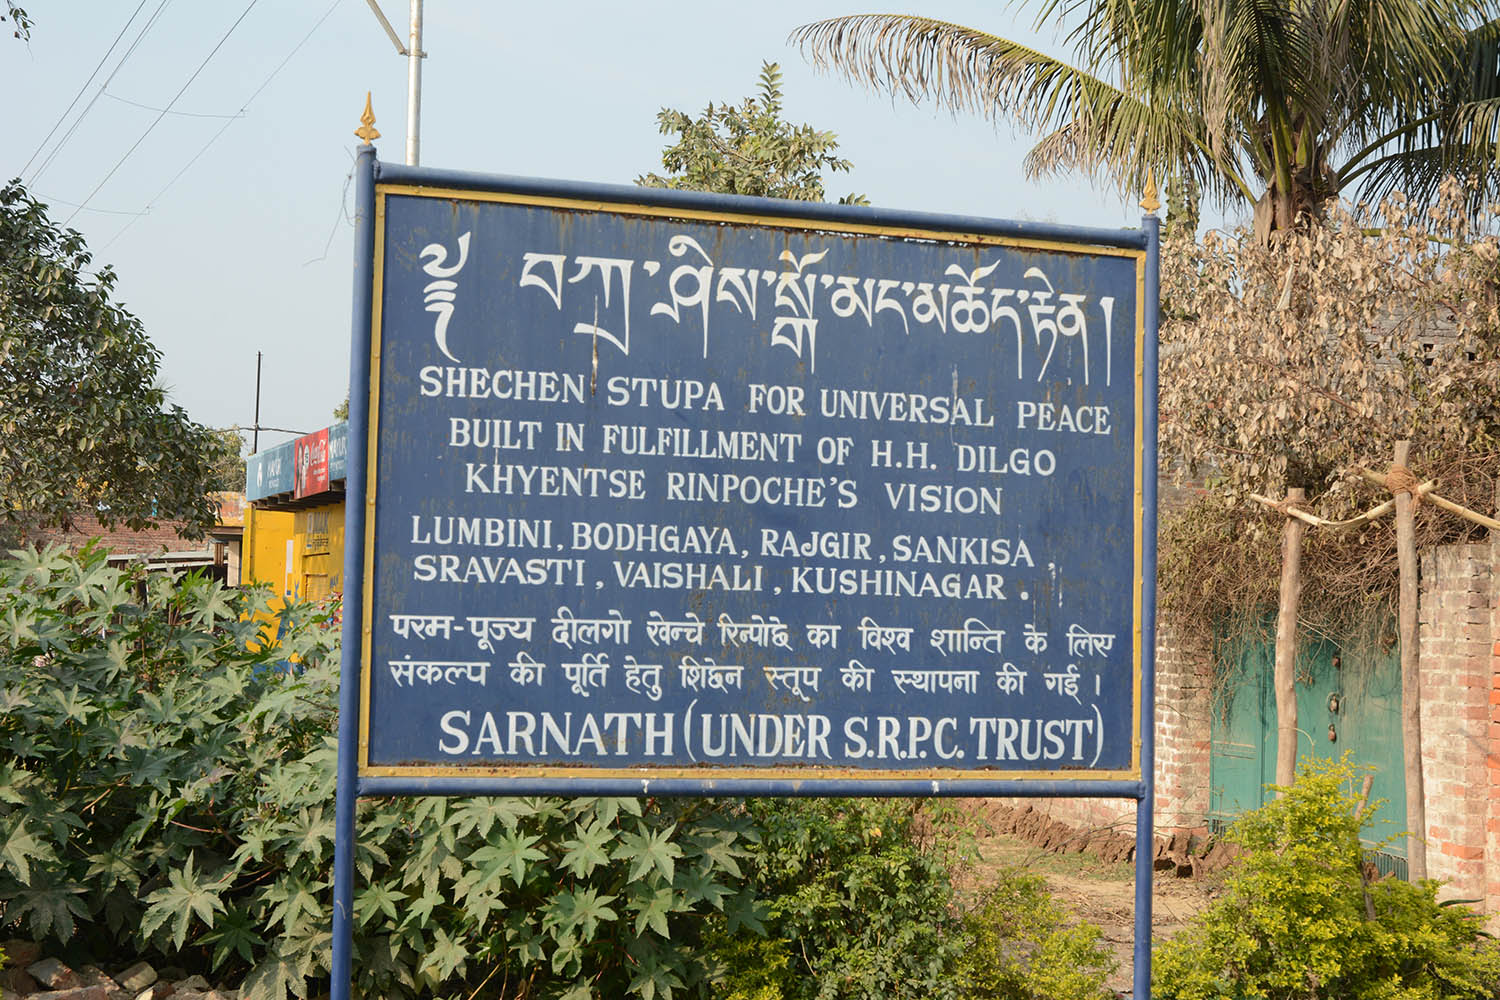 ༄༅ བཀྲ་ཤིས་སྒོ་མང་མཆོད་རྟེན།
SHECHEN STUPA FOR UNIVERSAL PEACE
BUILT IN FULFILLMENT OF H.H. DILGO
KHYENTSE RINPOCHE'S VISION
LUMBINI, BODHGAYA, RAJGIR, SANKISA,
SRAVASTI, VAISHALI, KUSHINAGAR.
परम-पूज्य दीलगो खेन्चे रिन्पोछे का विश्व शान्ति के लिए
संकल्प की पूर्ति हेतु शिछेन स्तूप की स्थापना की गई।
SARNATH (UNDER S.R.P.C. TRUST)